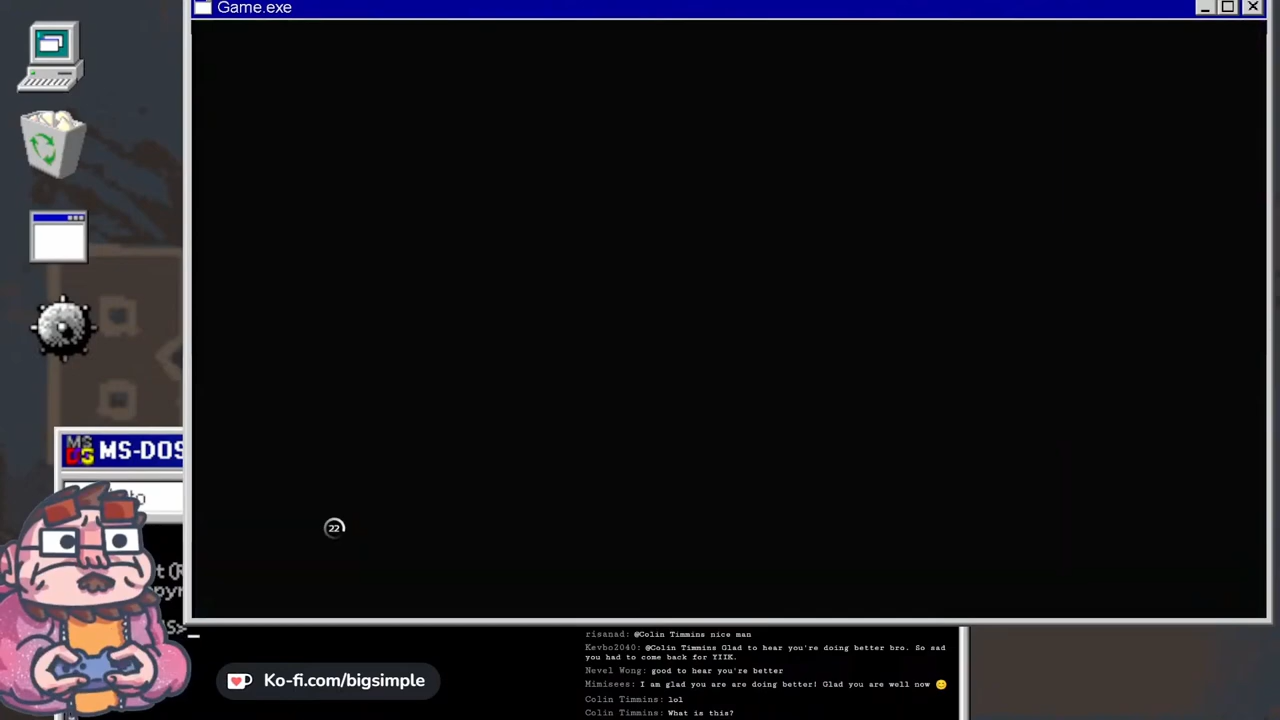 Game.exe
MS-DOS
22
Ko-fi.com/bigsimple
risanad: @Colin Timmins nice man
Kevbo2040: @Colin Timmins Glad to hear you're doing better bro. So sad
you had to come back for YIIK.
Nevel Wong: good to hear you're better
Mimisees: I am glad you are are doing better! Glad you are well now 😊
Colin Timmins: lol
Colin Timmins: What is this?